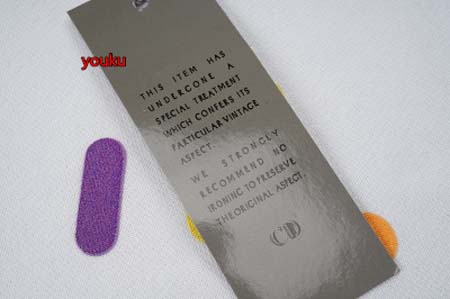 youku
THIS ITEM HAS
UNDERGONE A
SPECIAL TREATMENT
WHICH CONFERS ITS
PARTICULAR VINTAGE
ASPECT.
WE STRONGLY
RECOMMEND NO
IRONING TO PRESERVE
THE ORIGINAL ASPECT.
CD